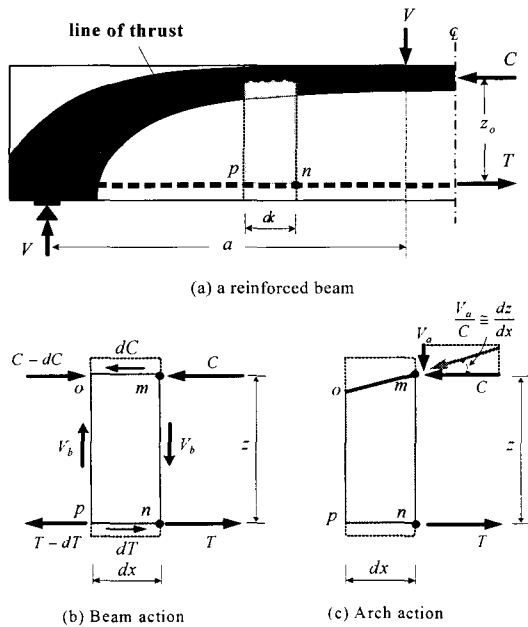 V
℄
line of thrust
C
z_o
p n
T
dx
V
a
(a) a reinforced beam
V_a/C ≅ dz/dx
V_a
dC
C – dC C
o m
m
o
C
V_b V_b
z
z
p n
p n
T – dT dT T
T
dx
dx
(b) Beam action
(c) Arch action